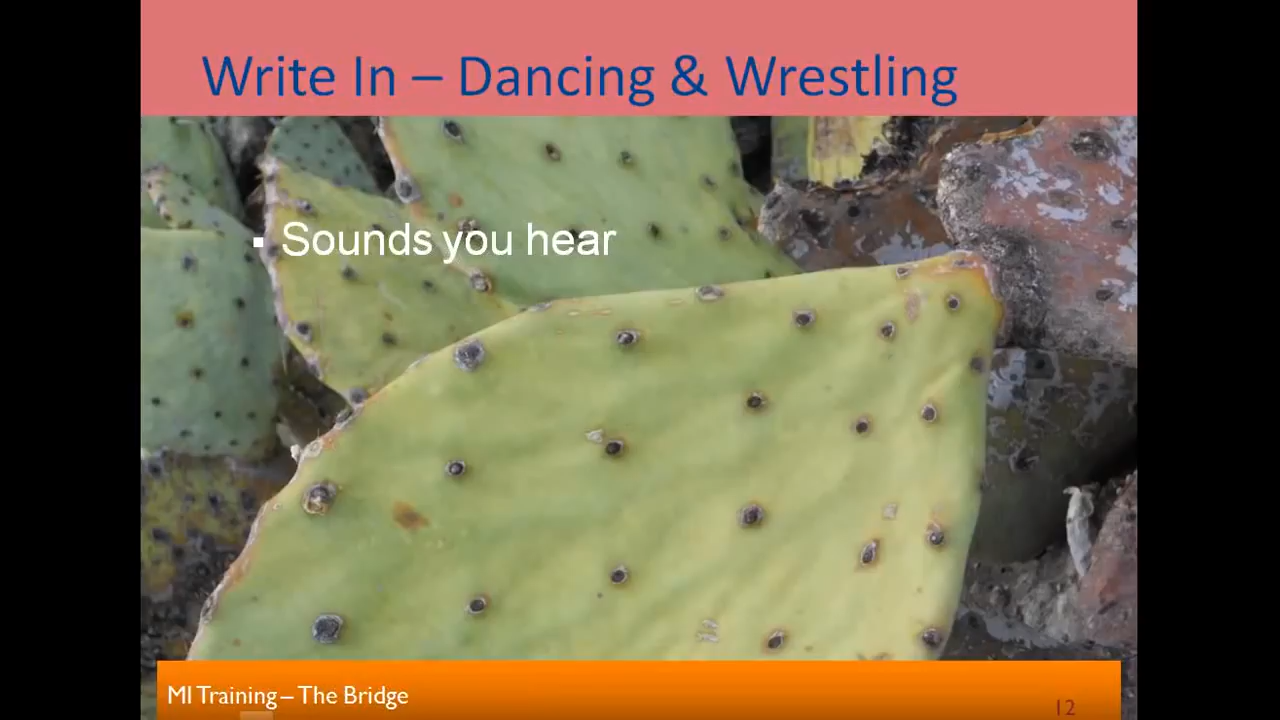 Write In – Dancing & Wrestling
▪ Sounds you hear
MI Training – The Bridge
12